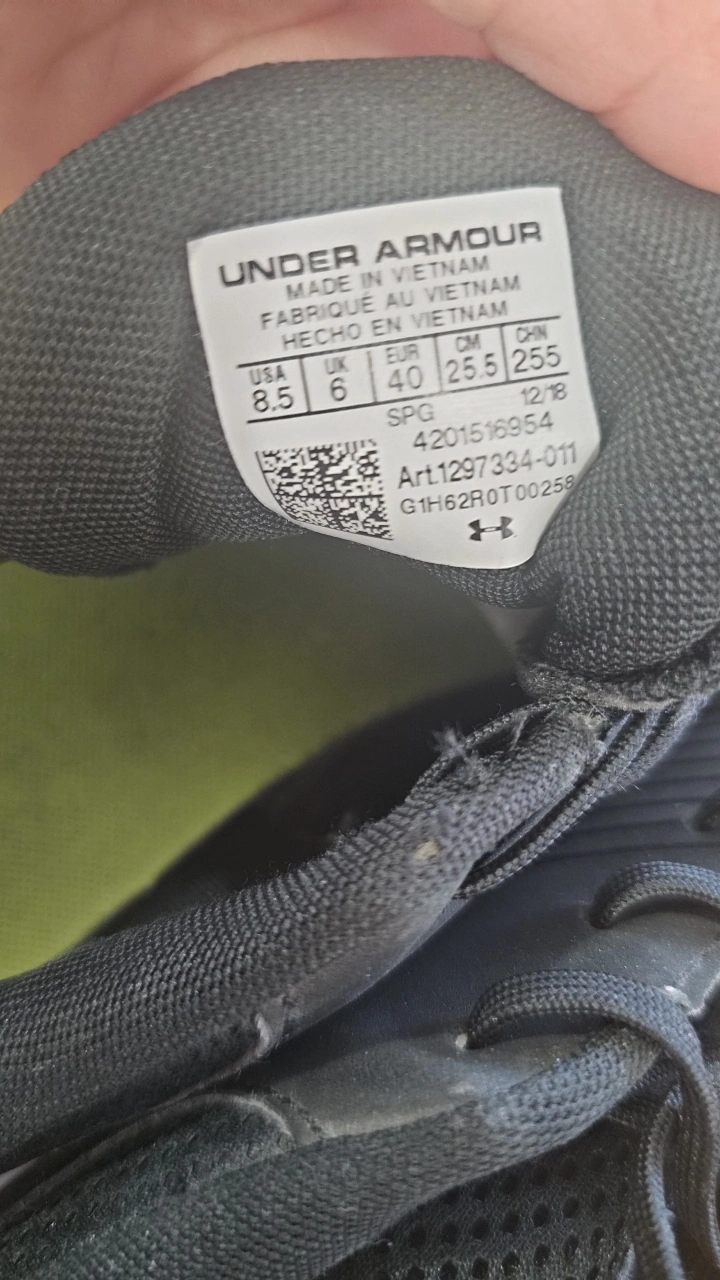 UNDER ARMOUR
MADE IN VIETNAM
FABRIQUÉ AU VIETNAM
HECHO EN VIETNAM
USA UK EUR CM CHN
8.5 6 40 25.5 255
SPG 12/18
4201516954
Art.1297334-011
G1H62R0T00258